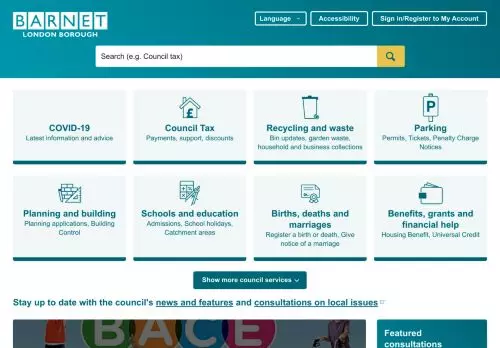 BARNET
LONDON BOROUGH
Language
Accessibility
Sign in/Register to My Account
Search (e.g. Council tax)
COVID-19
Latest information and advice
£
Council Tax
Payments, support, discounts
Recycling and waste
Bin updates, garden waste,
household and business collections
P
Parking
Permits, Tickets, Penalty Charge
Notices
Planning and building
Planning applications, Building
Control
Schools and education
Admissions, School holidays,
Catchment areas
Births, deaths and
marriages
Register a birth or death, Give
notice of a marriage
Benefits, grants and
financial help
Housing Benefit, Universal Credit
Show more council services
Stay up to date with the council's news and features and consultations on local issues
BACE
Featured
consultations